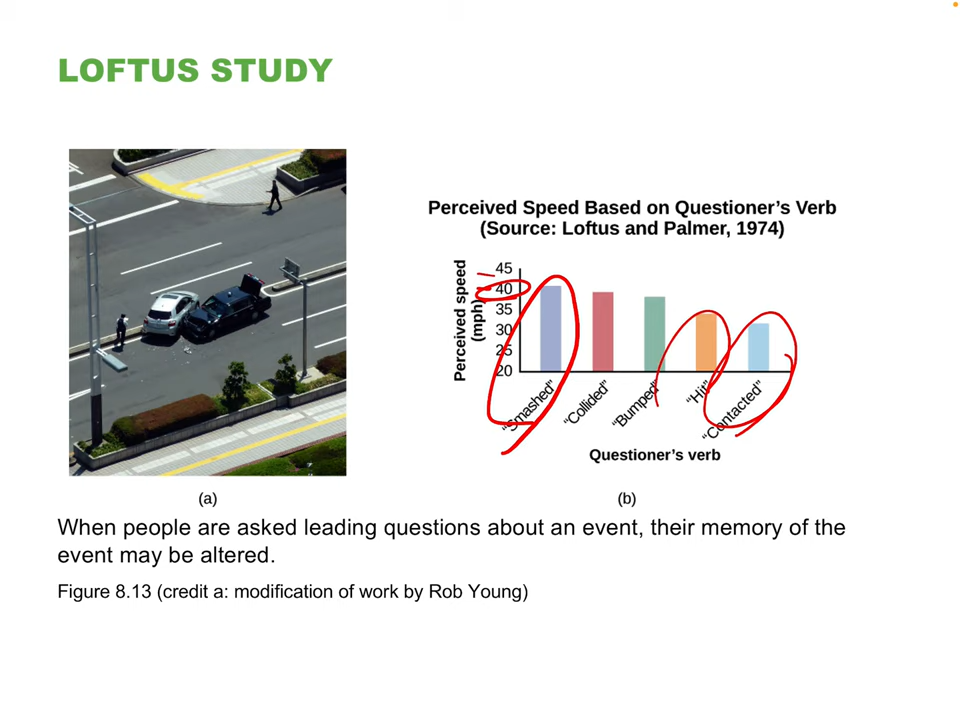 LOFTUS STUDY
Perceived Speed Based on Questioner's Verb
(Source: Loftus and Palmer, 1974)
Perceived speed
(mph)
45
40
35
30
25
20
"Smashed"
"Collided"
"Bumped"
"Hit"
"Contacted"
Questioner's verb
(a)
(b)
When people are asked leading questions about an event, their memory of the
event may be altered.
Figure 8.13 (credit a: modification of work by Rob Young)